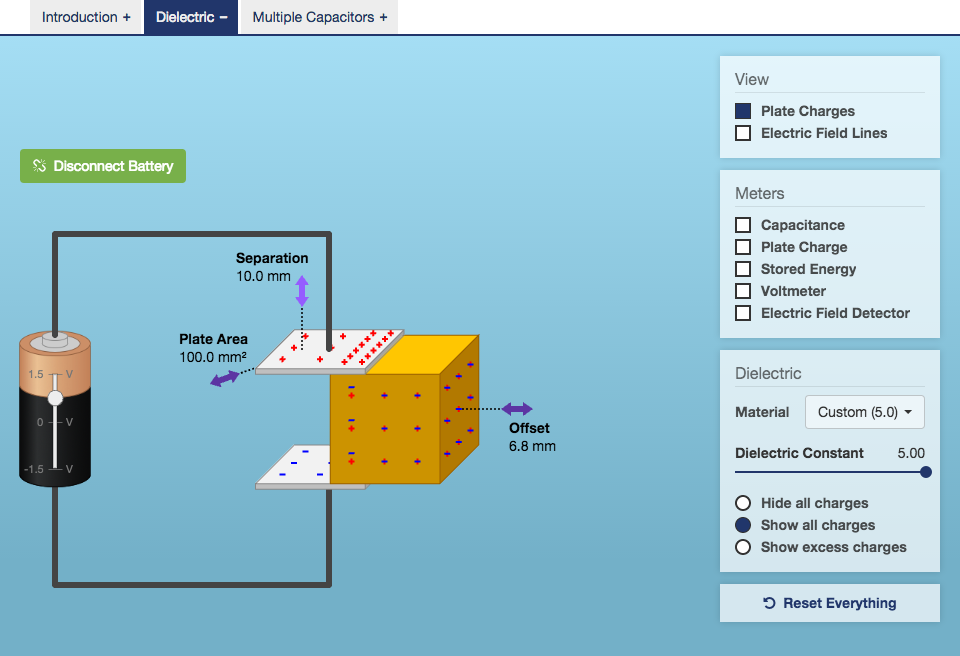 Introduction +
Dielectric –
Multiple Capacitors +
View
Plate Charges
Electric Field Lines
Disconnect Battery
Meters
Capacitance
Plate Charge
Stored Energy
Voltmeter
Electric Field Detector
Separation
10.0 mm
Plate Area
100.0 mm²
1.5 V
0 V
-1.5 V
Offset
6.8 mm
Dielectric
Material Custom (5.0)
Dielectric Constant 5.00
Hide all charges
Show all charges
Show excess charges
Reset Everything